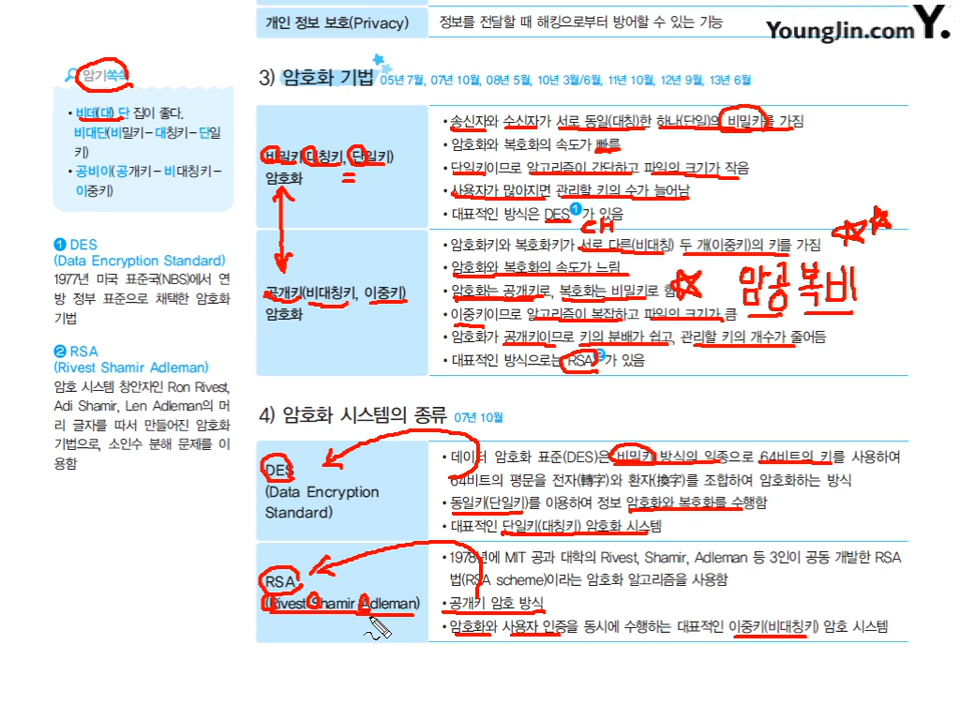 개인 정보 보호(Privacy)
정보를 전달할 때 해킹으로부터 방어할 수 있는 기능
YoungJin.com Y.
암기쏙쏙
• 비대(대) 단 집이 좋다.
비대단(비밀키 – 대칭키 – 단일
키)
• 공비이(공개키 – 비대칭키 –
이중키)
❶ DES
(Data Encryption Standard)
1977년 미국 표준국(NBS)에서 연
방 정부 표준으로 채택한 암호화
기법
❷ RSA
(Rivest Shamir Adleman)
암호 시스템 창안자인 Ron Rivest,
Adi Shamir, Len Adleman의 머
리 글자를 따서 만들어진 암호화
기법으로, 소인수 분해 문제를 이
용함
3) 암호화 기법 05년 7월, 07년 10월, 08년 5월, 10년 3월/6월, 11년 10월, 12년 9월, 13년 6월
비밀키(대칭키, 단일키)
암호화
• 송신자와 수신자가 서로 동일(대칭)한 하나(단일)의 비밀키를 가짐
• 암호화와 복호화의 속도가 빠름
• 단일키이므로 알고리즘이 간단하고 파일의 크기가 작음
• 사용자가 많아지면 관리할 키의 수가 늘어남
• 대표적인 방식은 DES❶가 있음
공개키(비대칭키, 이중키)
암호화
• 암호화키와 복호화키가 서로 다른(비대칭) 두 개(이중키)의 키를 가짐
• 암호화와 복호화의 속도가 느림
• 암호화는 공개키로, 복호화는 비밀키로 함
암공복비
• 이중키이므로 알고리즘이 복잡하고 파일의 크기가 큼
• 암호화가 공개키이므로 키의 분배가 쉽고, 관리할 키의 개수가 줄어듬
• 대표적인 방식으로는 RSA❷가 있음
4) 암호화 시스템의 종류 07년 10월
DES
(Data Encryption
Standard)
• 데이터 암호화 표준(DES)은 비밀키 방식의 일종으로 64비트의 키를 사용하여
64비트의 평문을 전자(轉字)와 환자(換字)를 조합하여 암호화하는 방식
• 동일키(단일키)를 이용하여 정보 암호화와 복호화를 수행함
• 대표적인 단일키(대칭키) 암호화 시스템
RSA
(Rivest Shamir Adleman)
• 1978년에 MIT 공과 대학의 Rivest, Shamir, Adleman 등 3인이 공동 개발한 RSA
법(RSA scheme)이라는 암호화 알고리즘을 사용함
• 공개키 암호 방식
• 암호화와 사용자 인증을 동시에 수행하는 대표적인 이중키(비대칭키) 암호 시스템